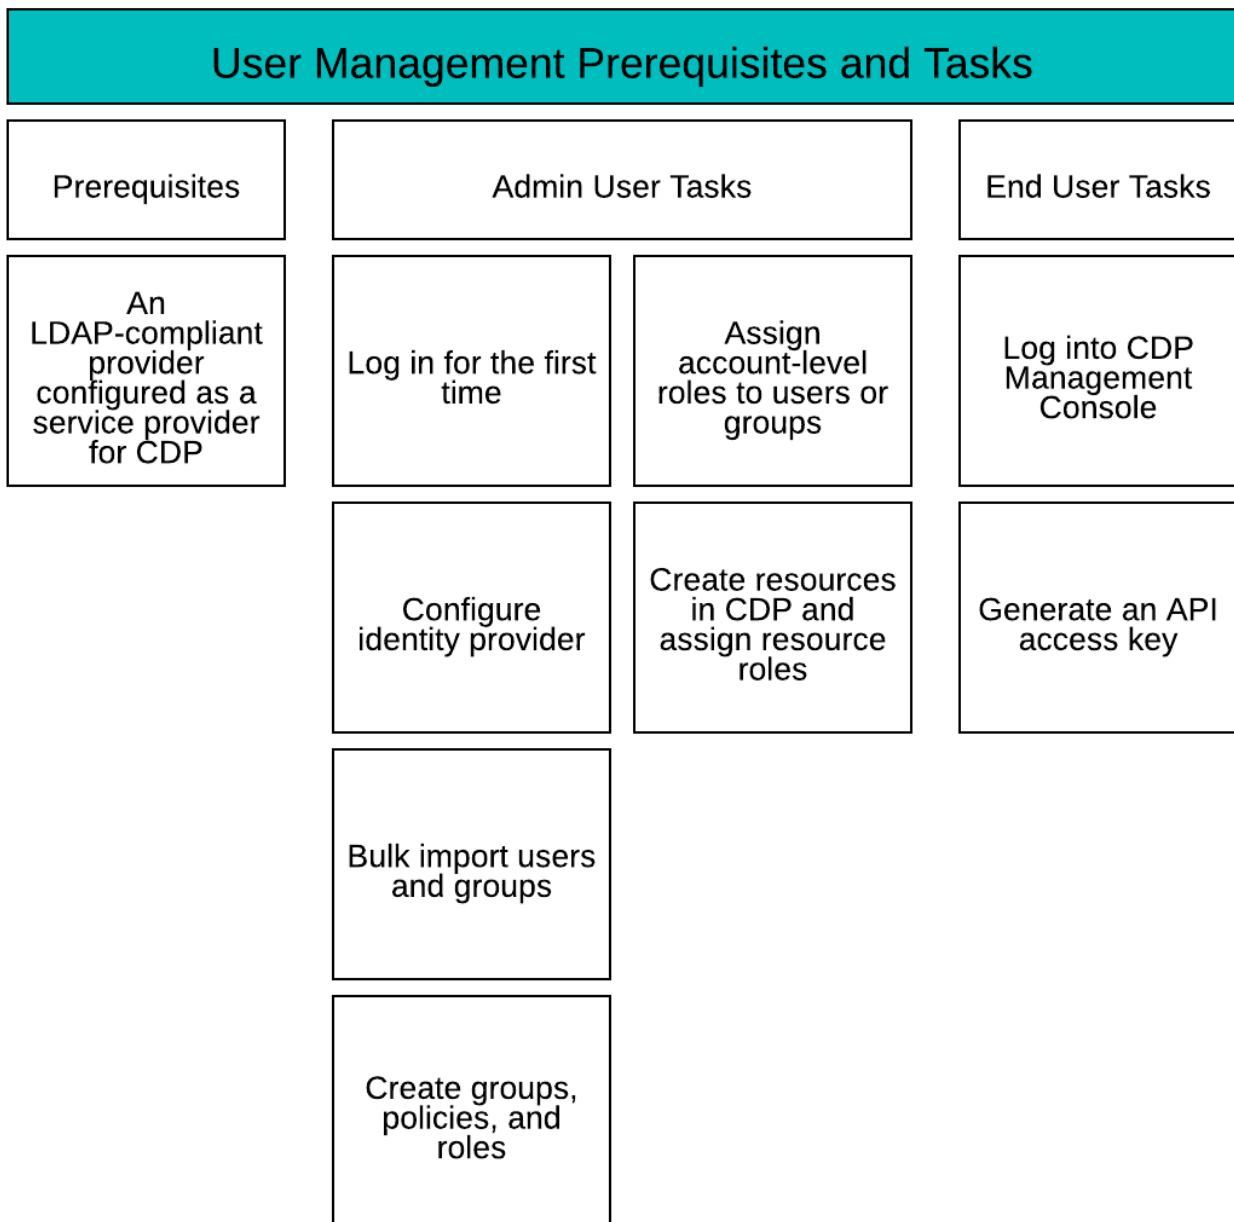 User Management Prerequisites and Tasks
Prerequisites
Admin User Tasks
End User Tasks
An
LDAP-compliant
provider
configured as a
service provider
for CDP
Log in for the first
time
Assign
account-level
roles to users or
groups
Log into CDP
Management
Console
Configure
identity provider
Create resources
in CDP and
assign resource
roles
Generate an API
access key
Bulk import users
and groups
Create groups,
policies, and
roles